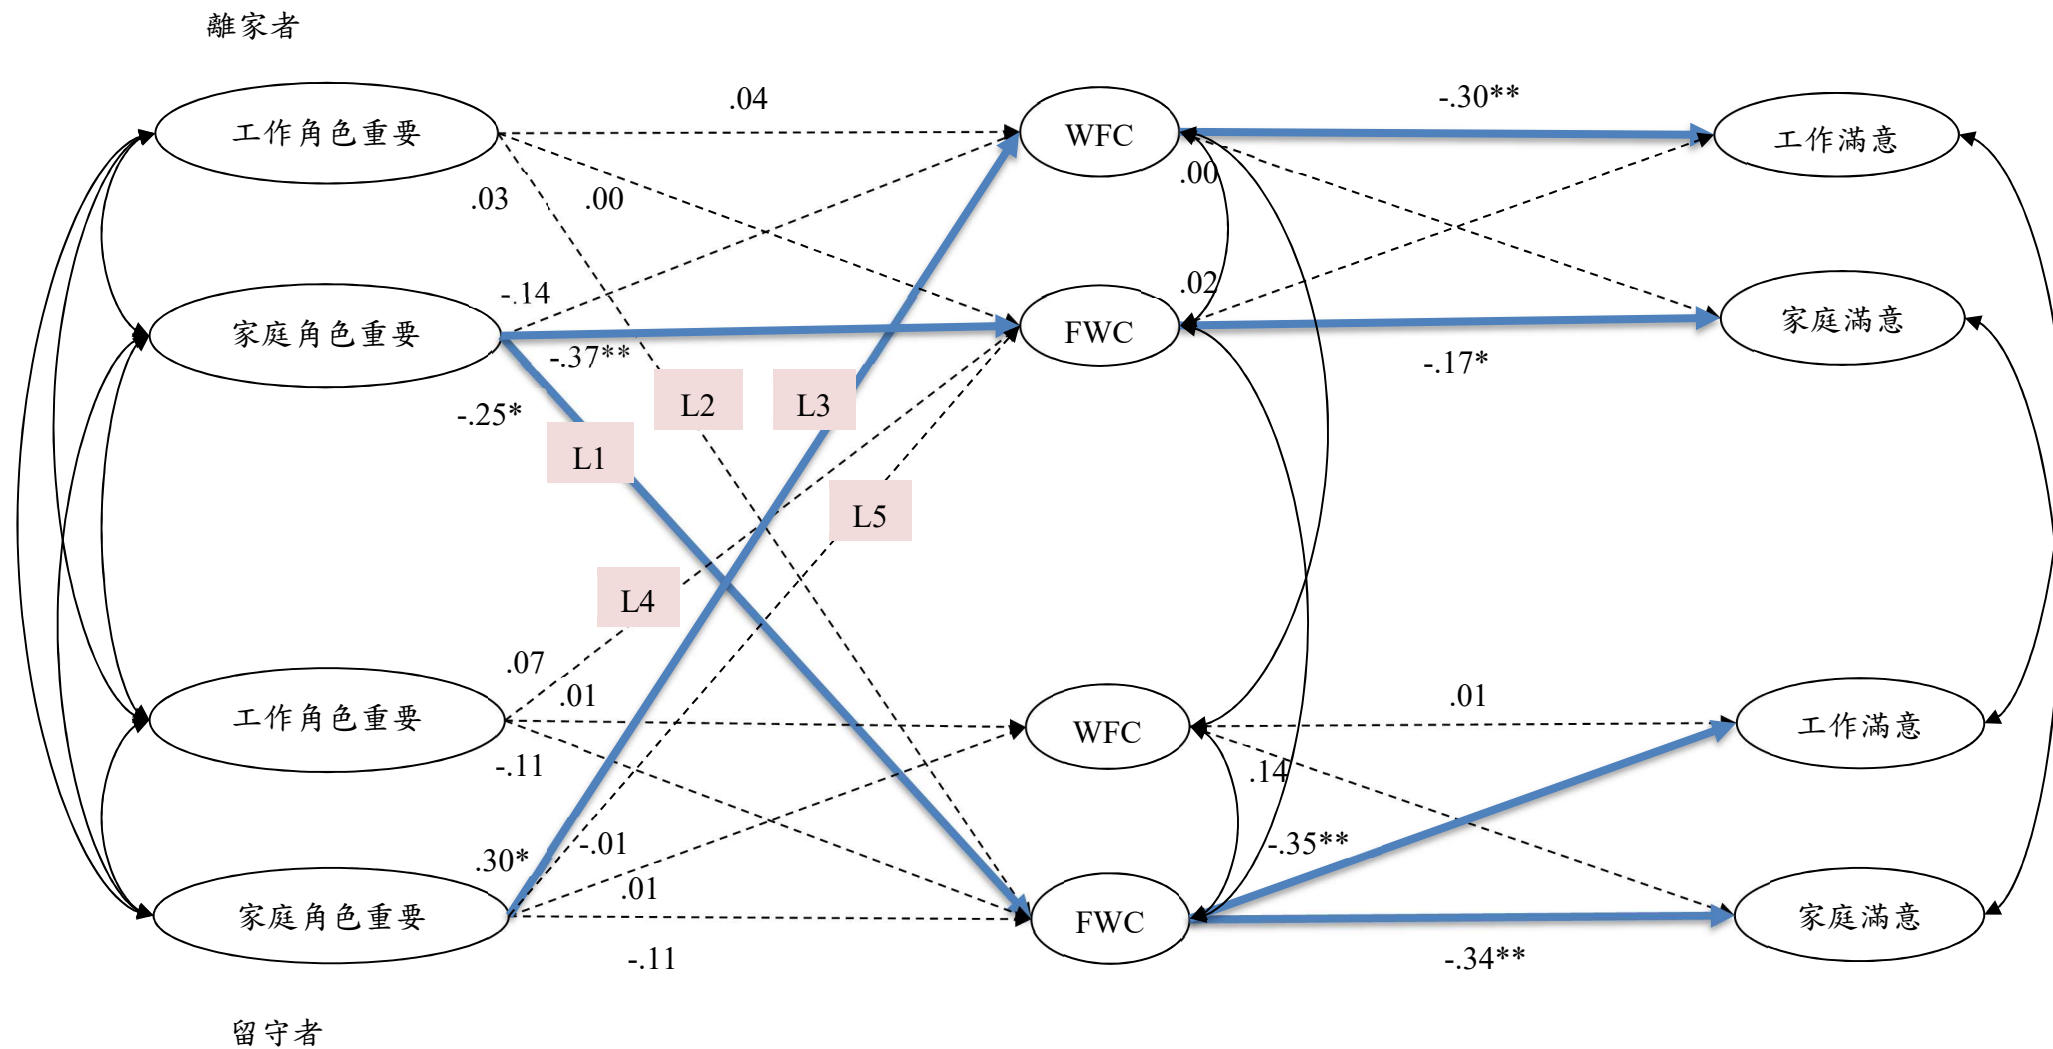 離家者
工作角色重要
.04
WFC
-.30**
工作滿意
.03
.00
.00
家庭角色重要
-.14
-.37**
-.25*
FWC
.02
-.17*
家庭滿意
L2
L3
L1
L5
L4
工作角色重要
.07
.01
-.11
WFC
.01
工作滿意
.14
家庭角色重要
.30*
-.01
.01
-.11
FWC
-.35**
-.34**
家庭滿意
留守者